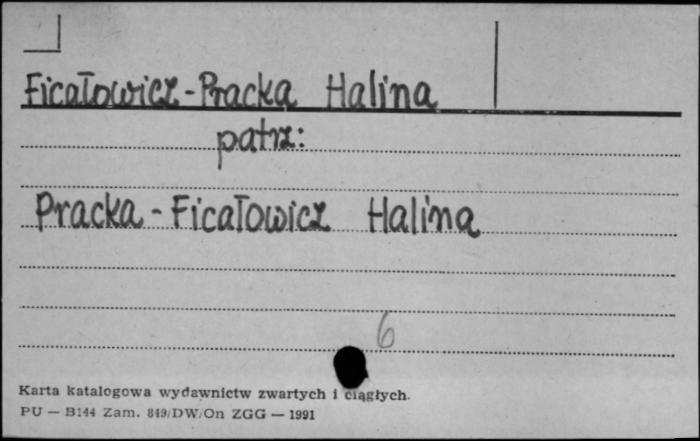 Ficałowicz-Pracka Halina
patrz:
Pracka-Ficałowicz Halina
6
Karta katalogowa wydawnictw zwartych i ciągłych.
PU — B144 Zam. 849/DW/On ZGG — 1991